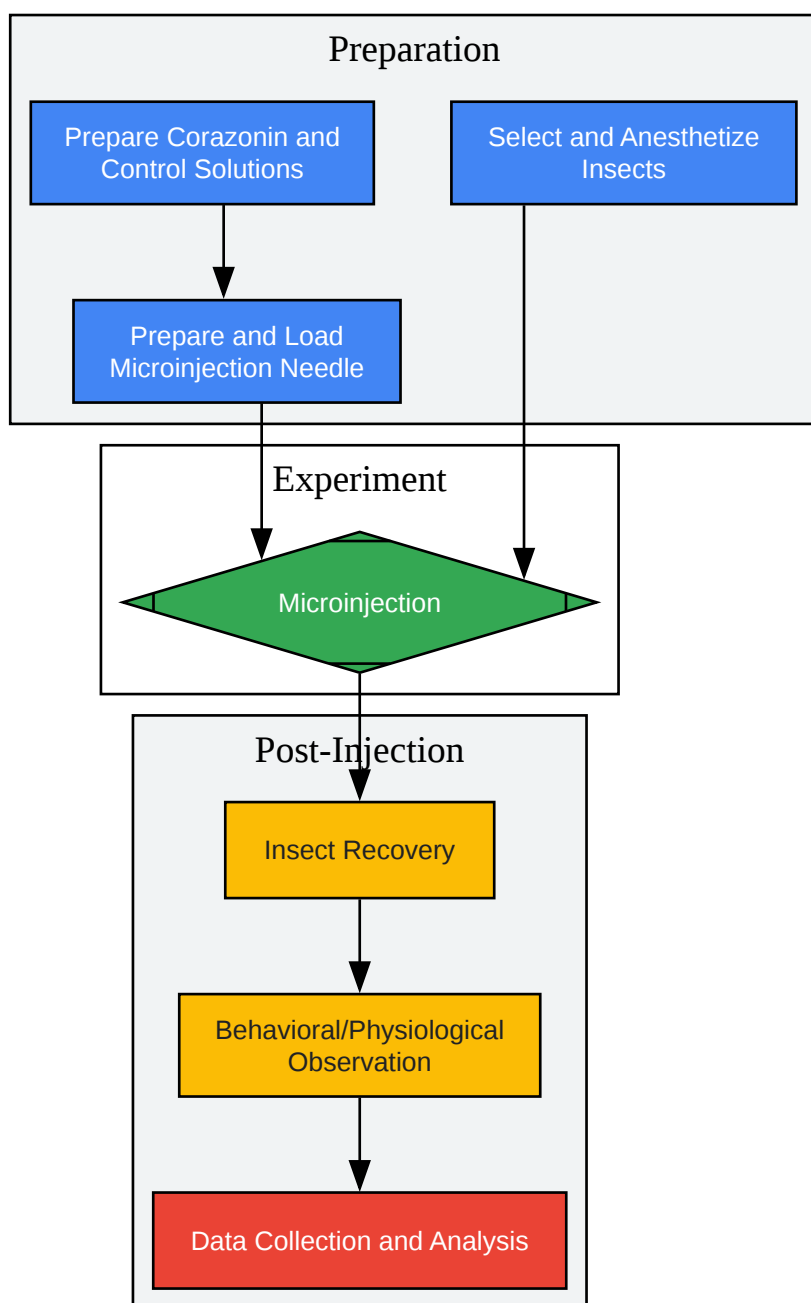 Preparation
Prepare Corazonin and
Control Solutions
Select and Anesthetize
Insects
Prepare and Load
Microinjection Needle
Experiment
Microinjection
Post-Injection
Insect Recovery
Behavioral/Physiological
Observation
Data Collection and Analysis